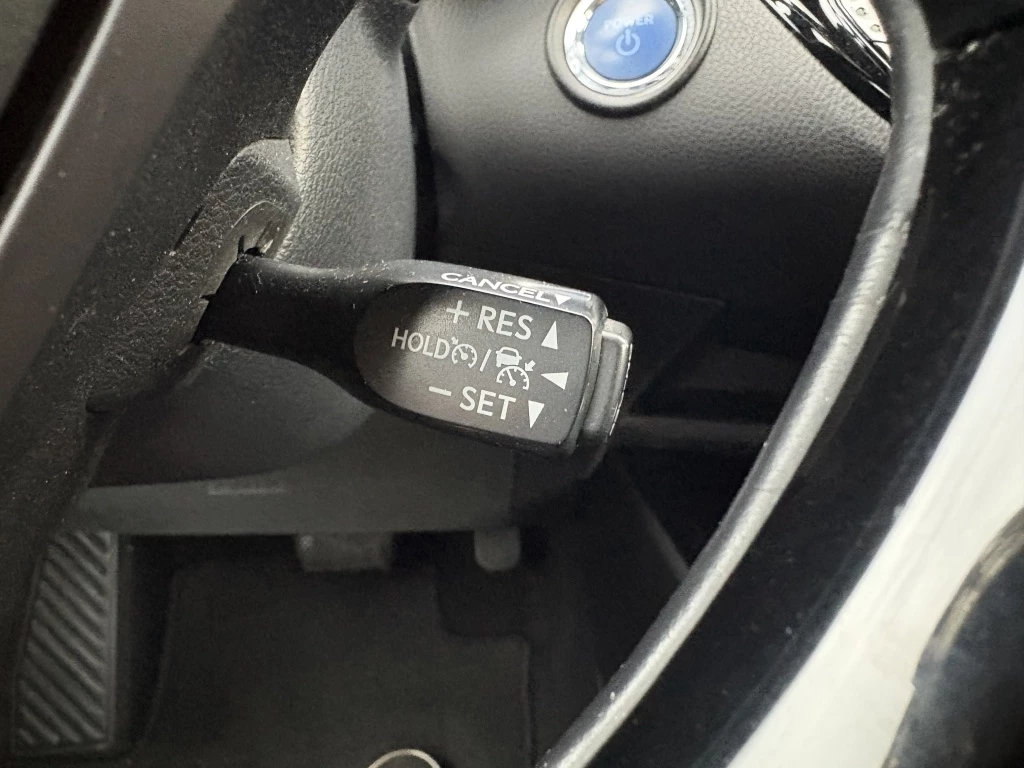 POWER
CANCEL▼
+ RES ▲
HOLD / ◀
− SET ▼